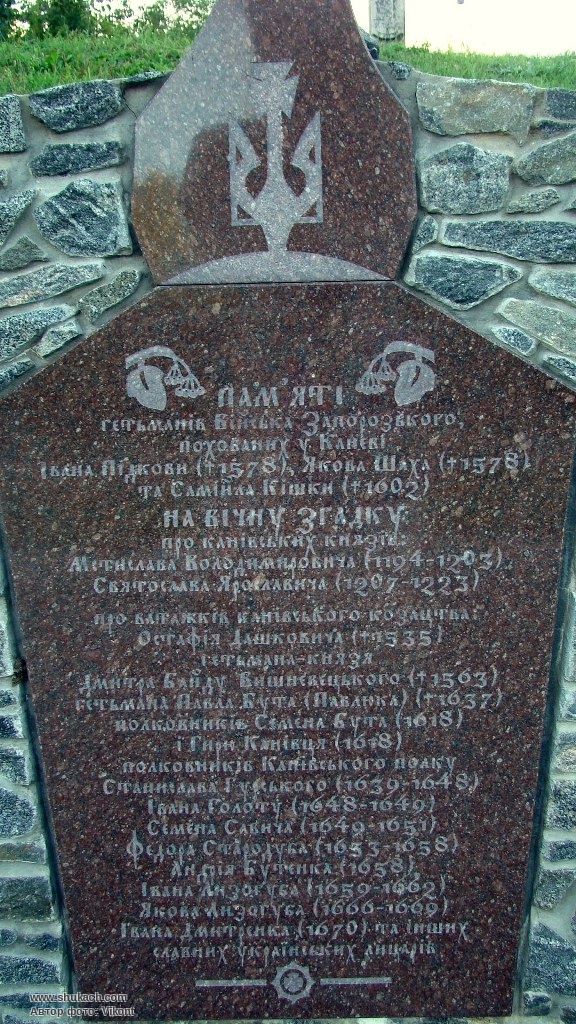 ПАМ'ЯТІ
гетьманів Війська Запорозького,
похованих у Каневі
Івана Підкови (†1578), Якова Шаха (†1578)
та Самійла Кішки (†1602)
НА ВІЧНУ ЗГАДКУ
про канівських князів:
Мстислава Володимировича (1194-1203)
Святослава Ярославича (1207-1223)
про ватажків канівського козацтва:
Остафія Дашковича (†1535)
гетьмана-князя
Дмитра Байду Вишневецького (†1563)
гетьмана Павла Бута (Павлюка) (†1637)
полковників Семена Бута (1618)
і Гири Канівця (1618)
полковників Канівського полку
Станислава Гурського (1639-1648)
Івана Голоту (1648-1649)
Семена Савича (1649-1651)
Федора Стародуба (1653-1658)
Андрія Бутенка (1658)
Івана Лизогуба (1659-1662)
Якова Лизогуба (1666-1669)
Івана Дмитренка (1670) та інших
славних українських лицарів
www.shukach.com
Автор фото: Vikont